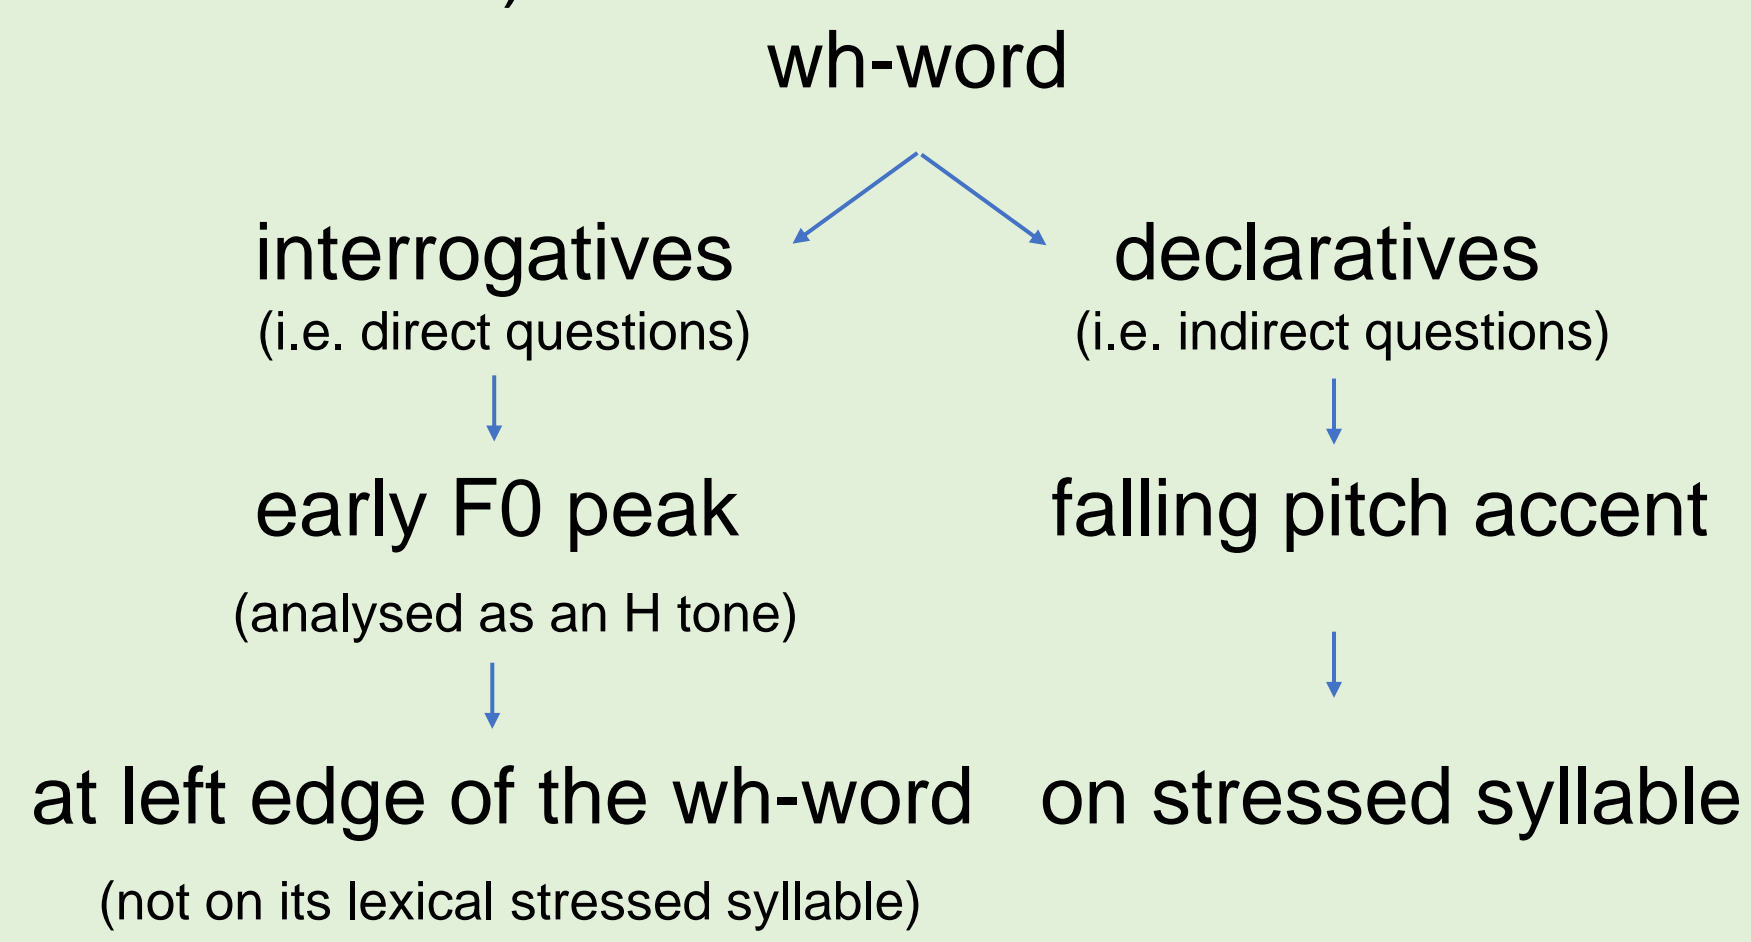 wh-word
interrogatives declaratives
(i.e. direct questions) (i.e. indirect questions)
early F0 peak falling pitch accent
(analysed as an H tone)
at left edge of the wh-word on stressed syllable
(not on its lexical stressed syllable)